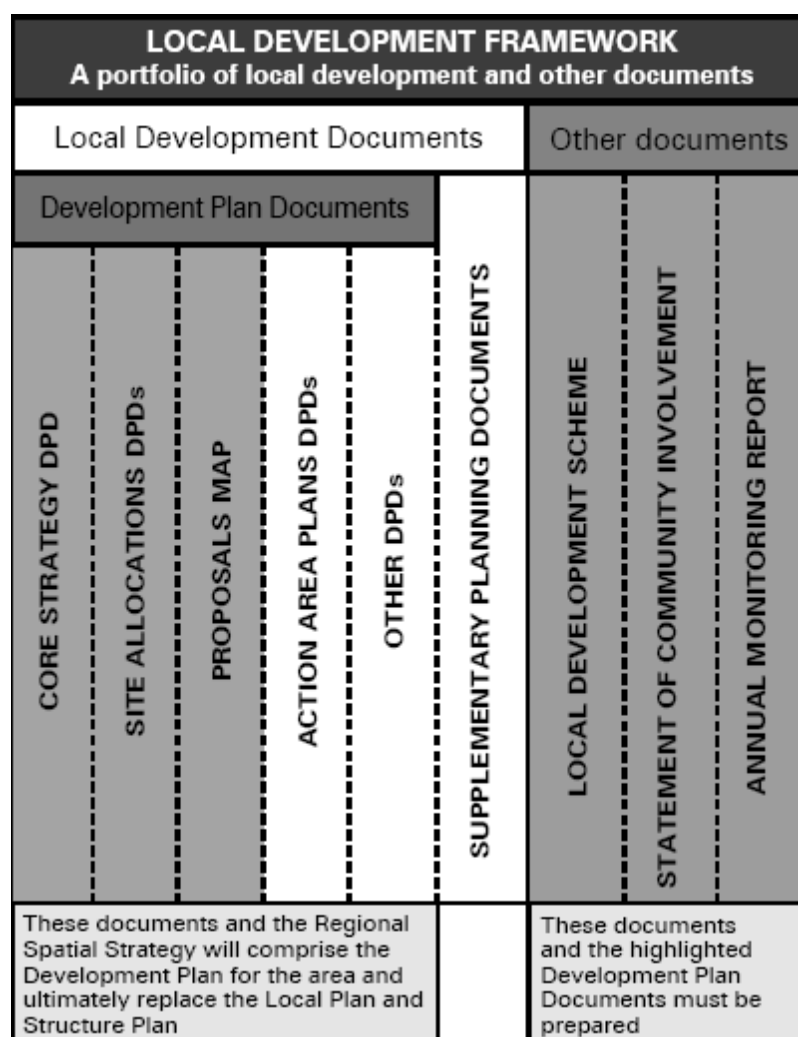 LOCAL DEVELOPMENT FRAMEWORK
A portfolio of local development and other documents
Local Development Documents
Other documents
Development Plan Documents
CORE STRATEGY DPD
SITE ALLOCATIONS DPDs
PROPOSALS MAP
ACTION AREA PLANS DPDs
OTHER DPDs
SUPPLEMENTARY PLANNING DOCUMENTS
LOCAL DEVELOPMENT SCHEME
STATEMENT OF COMMUNITY INVOLVEMENT
ANNUAL MONITORING REPORT
These documents and the Regional
Spatial Strategy will comprise the
Development Plan for the area and
ultimately replace the Local Plan and
Structure Plan
These documents
and the highlighted
Development Plan
Documents must be
prepared